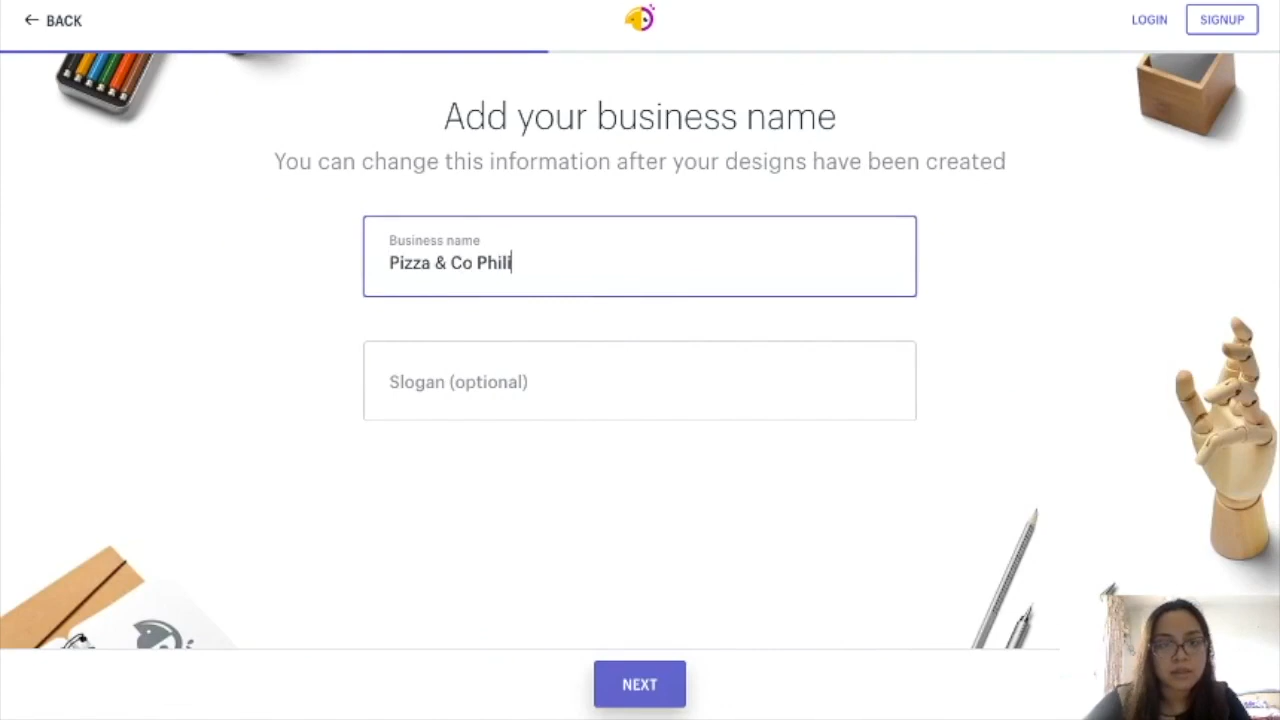 BACK
LOGIN
SIGNUP
Add your business name
You can change this information after your designs have been created
Business name
Pizza & Co Phili
Slogan (optional)
NEXT